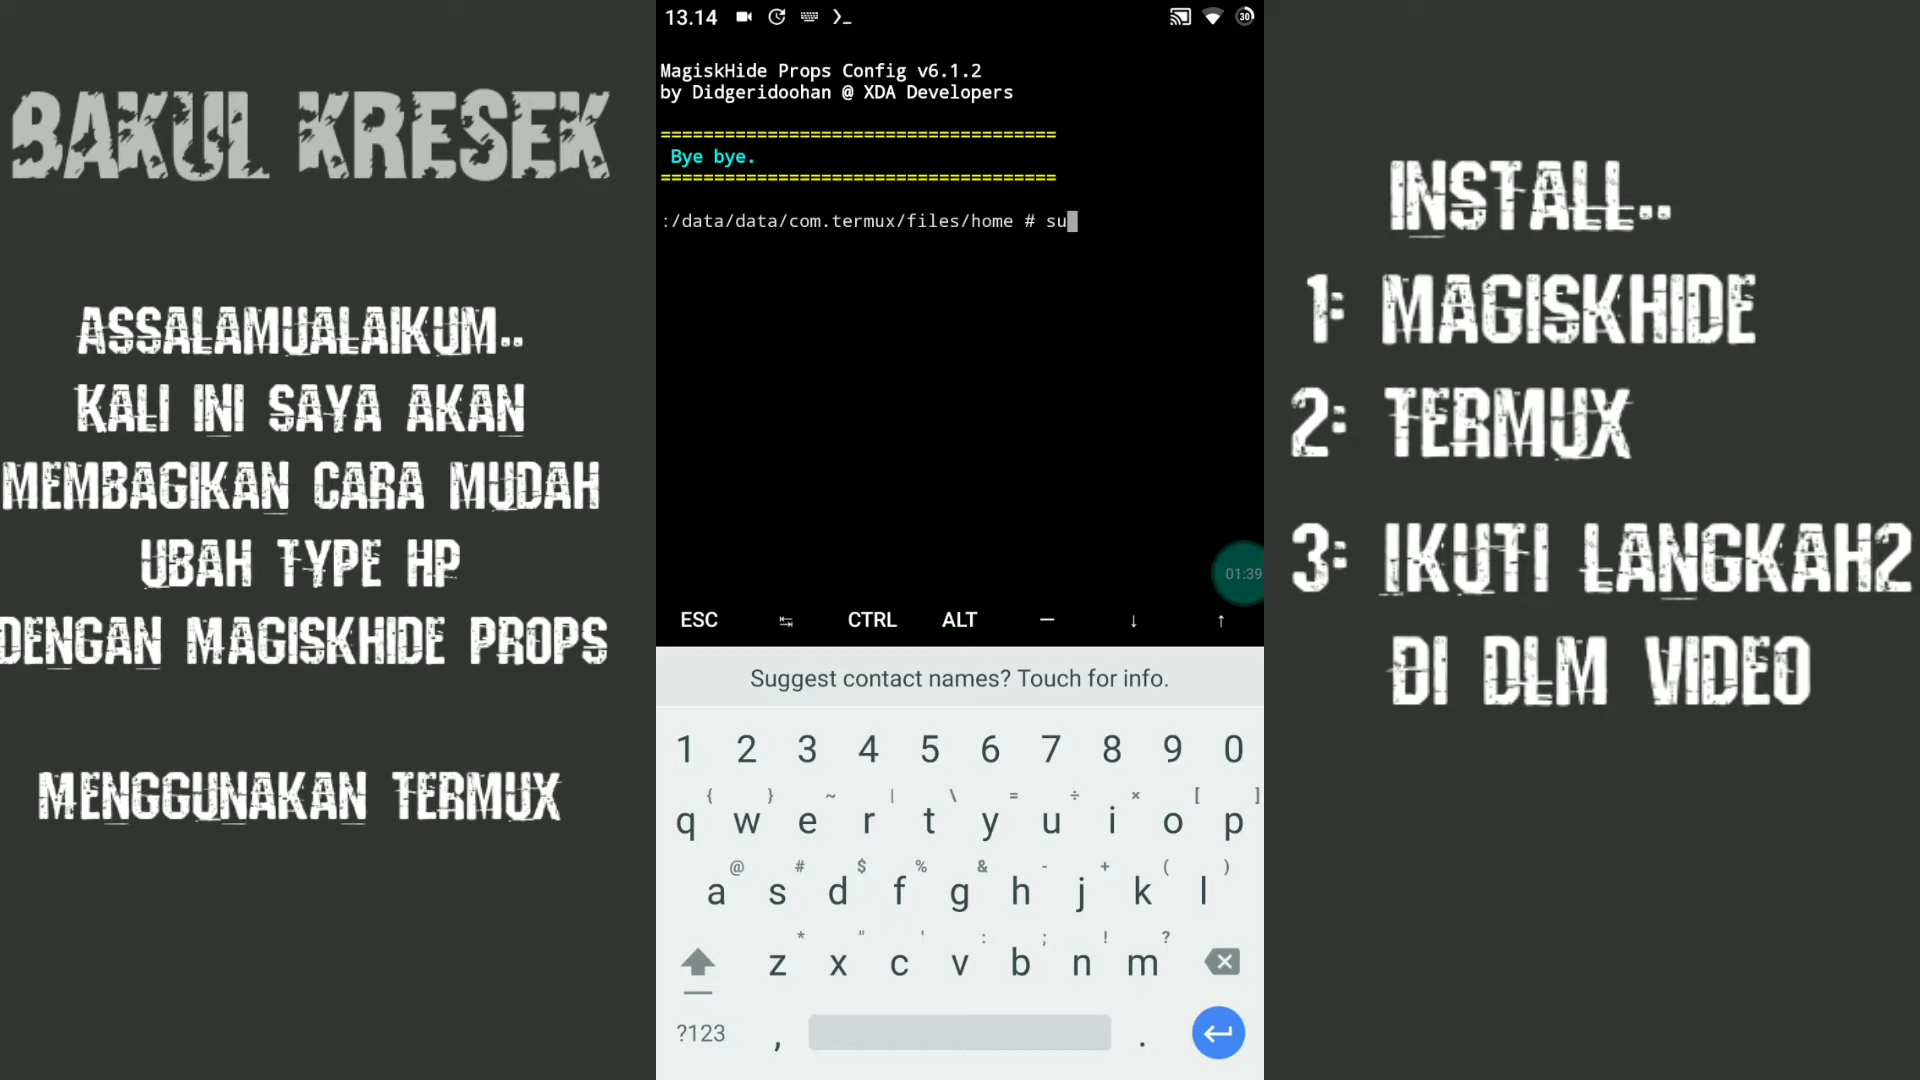 BAKUL KRESEK
ASSALAMUALAIKUM..
KALI INI SAYA AKAN
MEMBAGIKAN CARA MUDAH
UBAH TYPE HP
DENGAN MAGISKHIDE PROPS
MENGGUNAKAN TERMUX
13.14
30
MagiskHide Props Config v6.1.2
by Didgeridoohan @ XDA Developers
=====================================
Bye bye.
=====================================
:/data/data/com.termux/files/home # su
01:39
ESC ↹ CTRL ALT — ↓ ↑
Suggest contact names? Touch for info.
1 2 3 4 5 6 7 8 9 0
{ } ~ | \ = ÷ × [ ]
q w e r t y u i o p
@ # $ % & - + ( )
a s d f g h j k l
* " ' : ; ! ?
z x c v b n m
?123 , .
INSTALL..
1: MAGISKHIDE
2: TERMUX
3: IKUTI LANGKAH2
DI DLM VIDEO